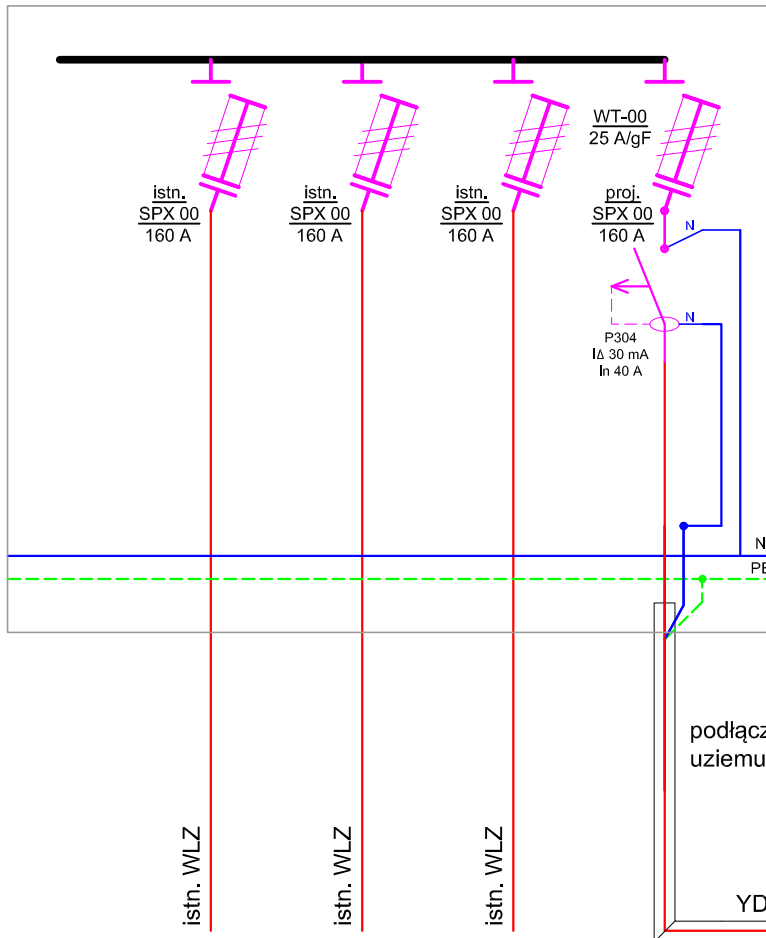 WT-00
25 A/gF
istn.
SPX 00
160 A
istn.
SPX 00
160 A
istn.
SPX 00
160 A
proj.
SPX 00
160 A
N
N
P304
IΔ 30 mA
In 40 A
N
PE
podłącz
uziemu
istn. WLZ
istn. WLZ
istn. WLZ
YD